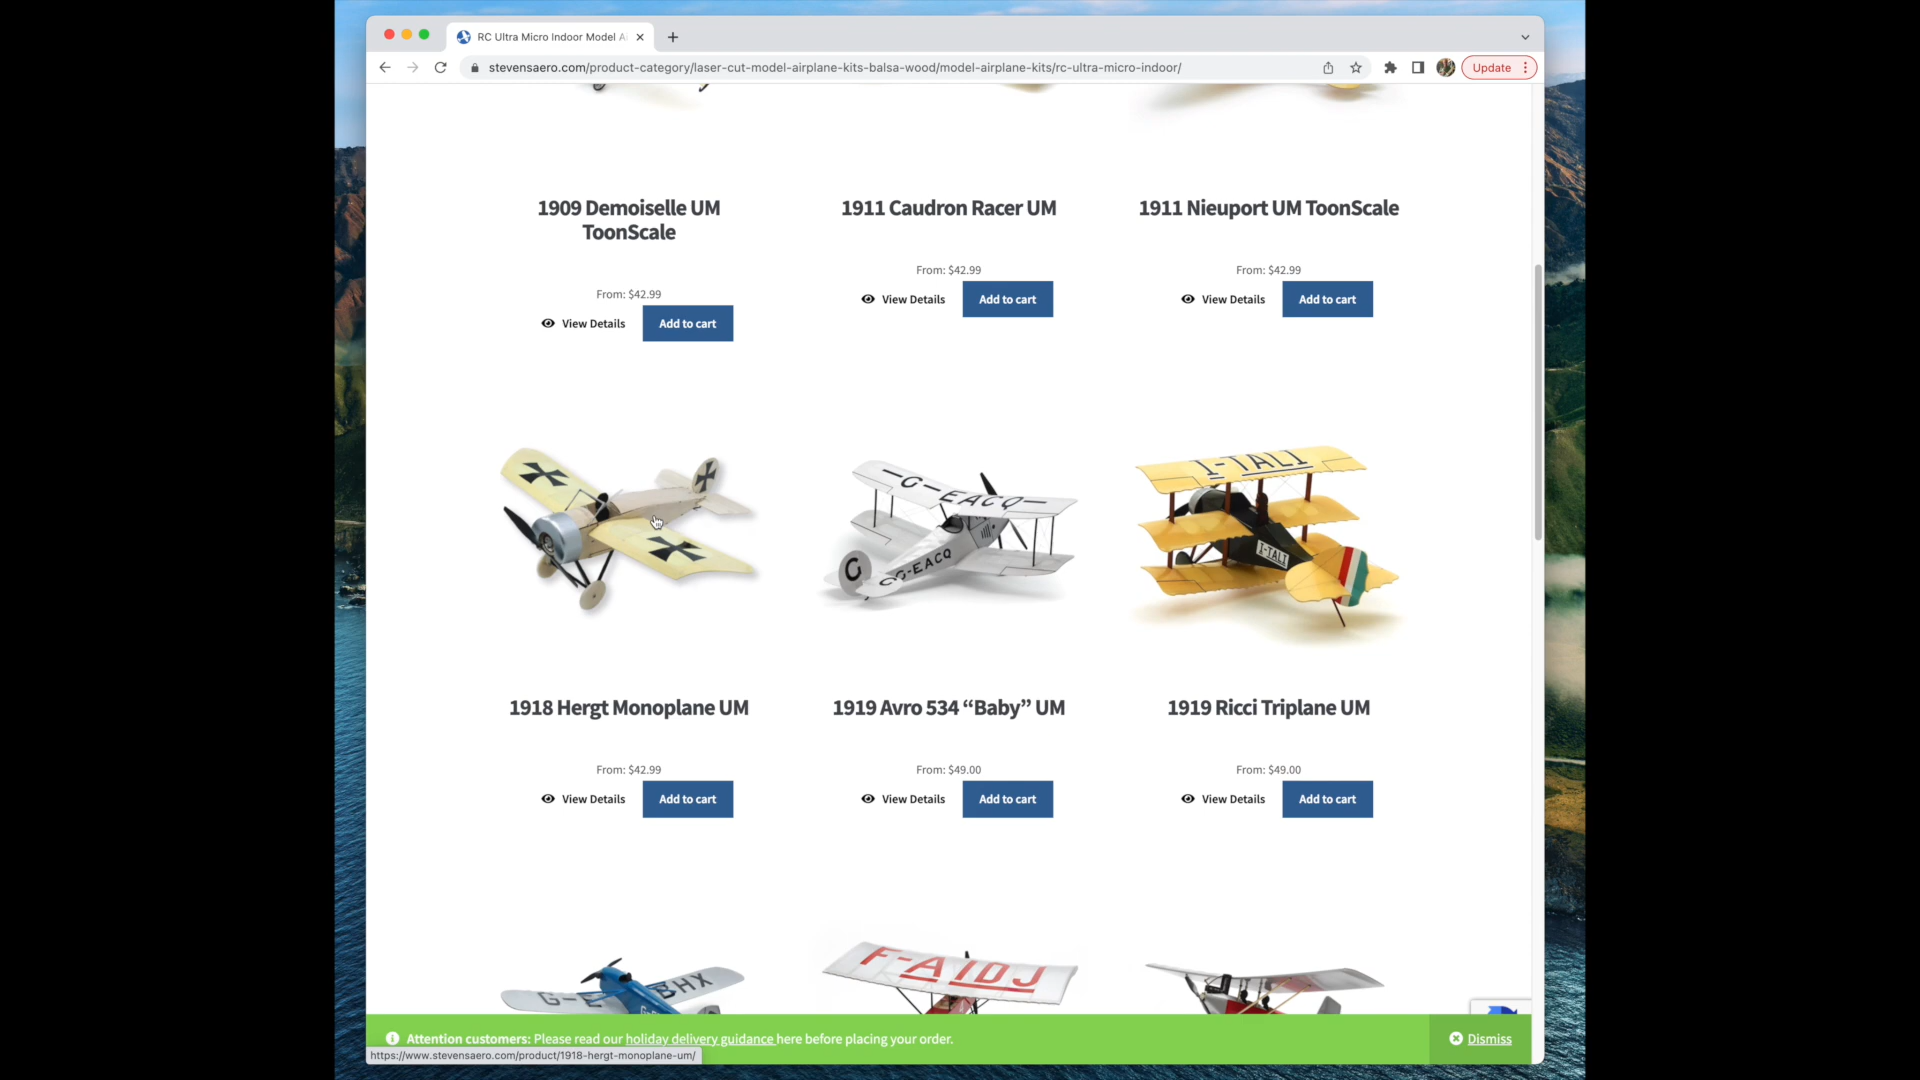 RC Ultra Micro Indoor Model A
stevensaero.com/product-category/laser-cut-model-airplane-kits-balsa-wood/model-airplane-kits/rc-ultra-micro-indoor/
Update
1909 Demoiselle UM
ToonScale
From: $42.99
View Details
Add to cart
1911 Caudron Racer UM
From: $42.99
View Details
Add to cart
1911 Nieuport UM ToonScale
From: $42.99
View Details
Add to cart
G-EACQ
G
G-EACQ
I-TALI
I-TALI
1918 Hergt Monoplane UM
From: $42.99
View Details
Add to cart
1919 Avro 534 “Baby” UM
From: $49.00
View Details
Add to cart
1919 Ricci Triplane UM
From: $49.00
View Details
Add to cart
F-AIDJ
Attention customers: Please read our holiday delivery guidance here before placing your order.
Dismiss
https://www.stevensaero.com/product/1918-hergt-monoplane-um/